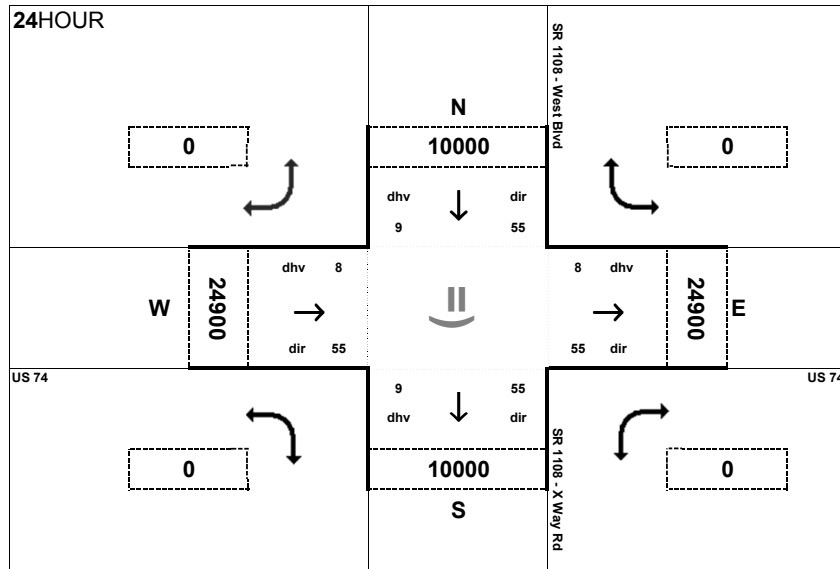 24HOUR
SR 1108 - West Blvd
N
0
10000
0
dhv dir
9 55
dhv 8
8 dhv
W
24900
24900
E
dir 55
55 dir
US 74
US 74
9 55
dhv dir
SR 1108 - X Way Rd
0
10000
0
S